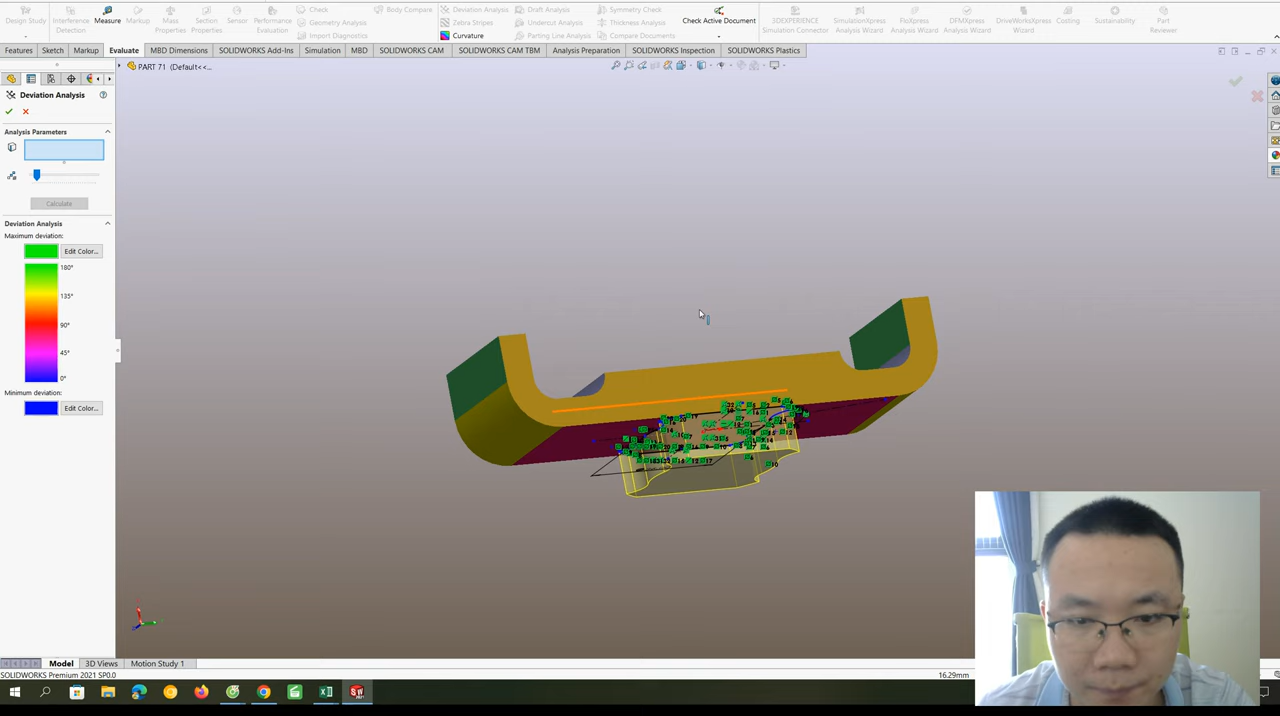 Design Study
Interference Detection
Measure
Markup
Mass Properties
Section Properties
Sensor
Performance Evaluation
Check
Geometry Analysis
Import Diagnostics
Body Compare
Deviation Analysis
Zebra Stripes
Curvature
Draft Analysis
Undercut Analysis
Parting Line Analysis
Symmetry Check
Thickness Analysis
Compare Documents
Check Active Document
3DEXPERIENCE Simulation Connector
SimulationXpress Analysis Wizard
FloXpress Analysis Wizard
DFMXpress Analysis Wizard
DriveWorksXpress Wizard
Costing
Sustainability
Part Reviewer
Features
Sketch
Markup
Evaluate
MBD Dimensions
SOLIDWORKS Add-Ins
Simulation
MBD
SOLIDWORKS CAM
SOLIDWORKS CAM TBM
Analysis Preparation
SOLIDWORKS Inspection
SOLIDWORKS Plastics
PART 71 (Default<<...
Deviation Analysis
Analysis Parameters
Calculate
Deviation Analysis
Maximum deviation:
Edit Color...
180°
135°
90°
45°
0°
Minimum deviation:
Edit Color...
Model
3D Views
Motion Study 1
SOLIDWORKS Premium 2021 SP0.0
16.29mm